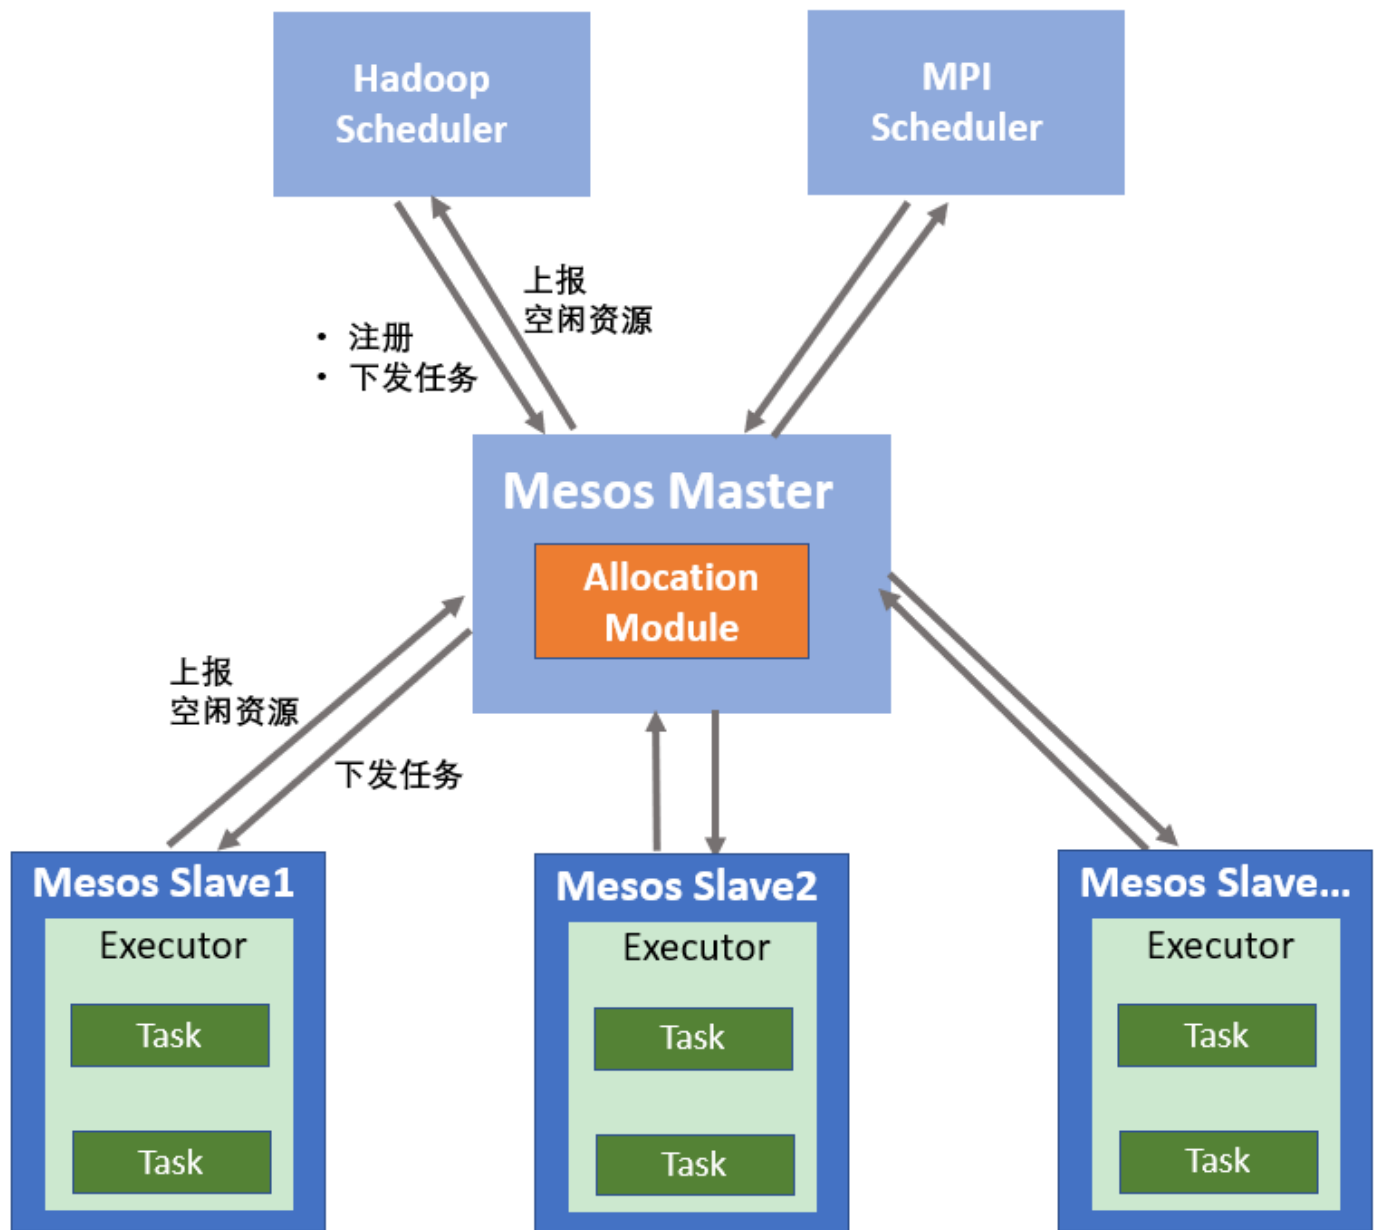 Hadoop
Scheduler
MPI
Scheduler
上报
空闲资源
• 注册
• 下发任务
Mesos Master
Allocation
Module
上报
空闲资源
下发任务
Mesos Slave1
Executor
Task
Task
Mesos Slave2
Executor
Task
Task
Mesos Slave...
Executor
Task
Task